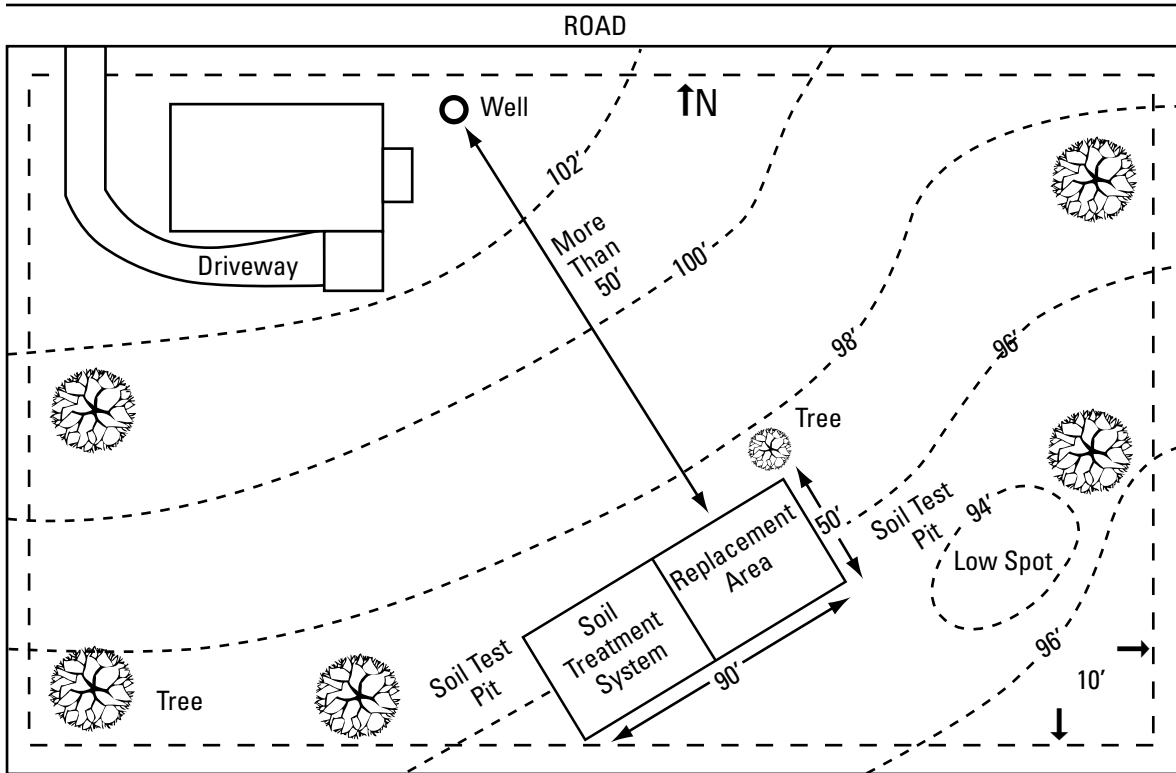 ROAD
Well
↑N
102'
More
Than
50'
100'
Driveway
98'
96'
Tree
Soil Test
Pit
94'
Low Spot
50'
Replacement
Area
Soil
Treatment
System
Soil Test
Pit
90'
96'
10'
Tree